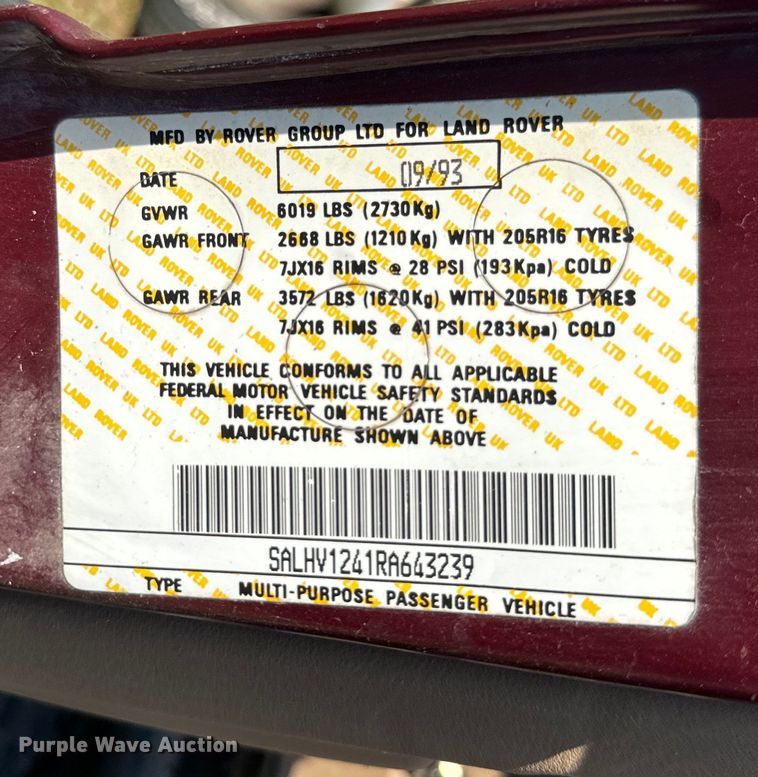 MFD BY ROVER GROUP LTD FOR LAND ROVER
DATE 09/93
GVWR 6019 LBS (2730Kg)
GAWR FRONT 2668 LBS (1210Kg) WITH 205R16 TYRES
7JX16 RIMS @ 28 PSI (193Kpa) COLD
GAWR REAR 3572 LBS (1620Kg) WITH 205R16 TYRES
7JX16 RIMS @ 41 PSI (283Kpa) COLD
THIS VEHICLE CONFORMS TO ALL APPLICABLE
FEDERAL MOTOR VEHICLE SAFETY STANDARDS
IN EFFECT ON THE DATE OF
MANUFACTURE SHOWN ABOVE
SALHV1241RA643239
TYPE MULTI-PURPOSE PASSENGER VEHICLE
Purple Wave Auction